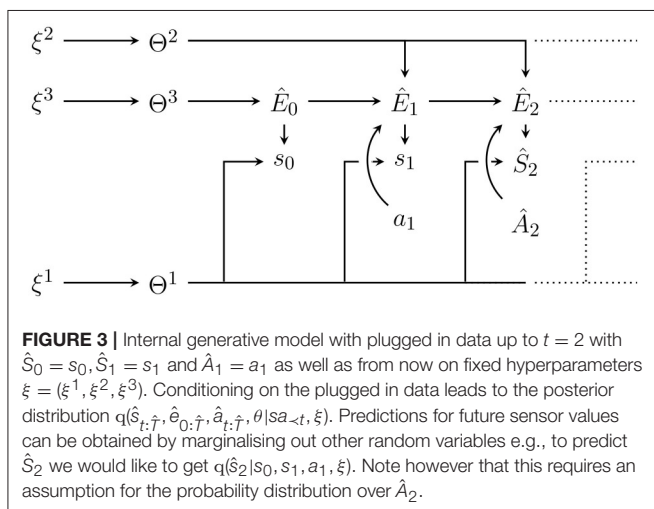 ξ² Θ²
ξ³ Θ³ Ê₀ Ê₁ Ê₂
s₀ s₁ Ŝ₂
a₁ Â₂
ξ¹ Θ¹
FIGURE 3 | Internal generative model with plugged in data up to t = 2 with
Ŝ₀ = s₀, Ŝ₁ = s₁ and Â₁ = a₁ as well as from now on fixed hyperparameters
ξ = (ξ¹, ξ², ξ³). Conditioning on the plugged in data leads to the posterior
distribution q(ŝ_{t:T̂}, ê_{0:T̂}, â_{t:T̂}, θ|sa_{≺t}, ξ). Predictions for future sensor values
can be obtained by marginalising out other random variables e.g., to predict
Ŝ₂ we would like to get q(ŝ₂|s₀, s₁, a₁, ξ). Note however that this requires an
assumption for the probability distribution over Â₂.